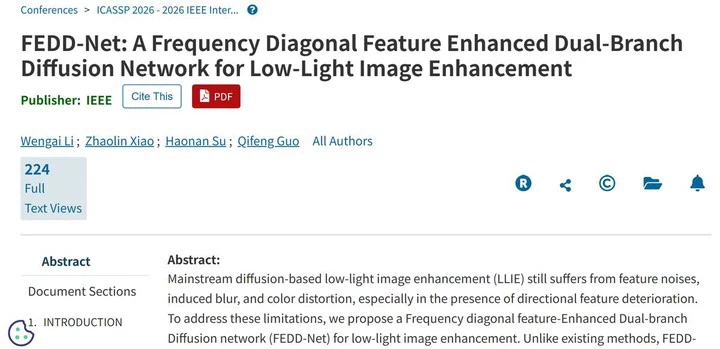 Conferences > ICASSP 2026 - 2026 IEEE Inter... ?
FEDD-Net: A Frequency Diagonal Feature Enhanced Dual-Branch
Diffusion Network for Low-Light Image Enhancement
Publisher: IEEE Cite This PDF
Wengai Li ; Zhaolin Xiao ; Haonan Su ; Qifeng Guo All Authors
224
Full
Text Views
R ©
Abstract
Document Sections
1. INTRODUCTION
Abstract:
Mainstream diffusion-based low-light image enhancement (LLIE) still suffers from feature noises,
induced blur, and color distortion, especially in the presence of directional feature deterioration.
To address these limitations, we propose a Frequency diagonal feature-Enhanced Dual-branch
Diffusion network (FEDD-Net) for low-light image enhancement. Unlike existing methods, FEDD-